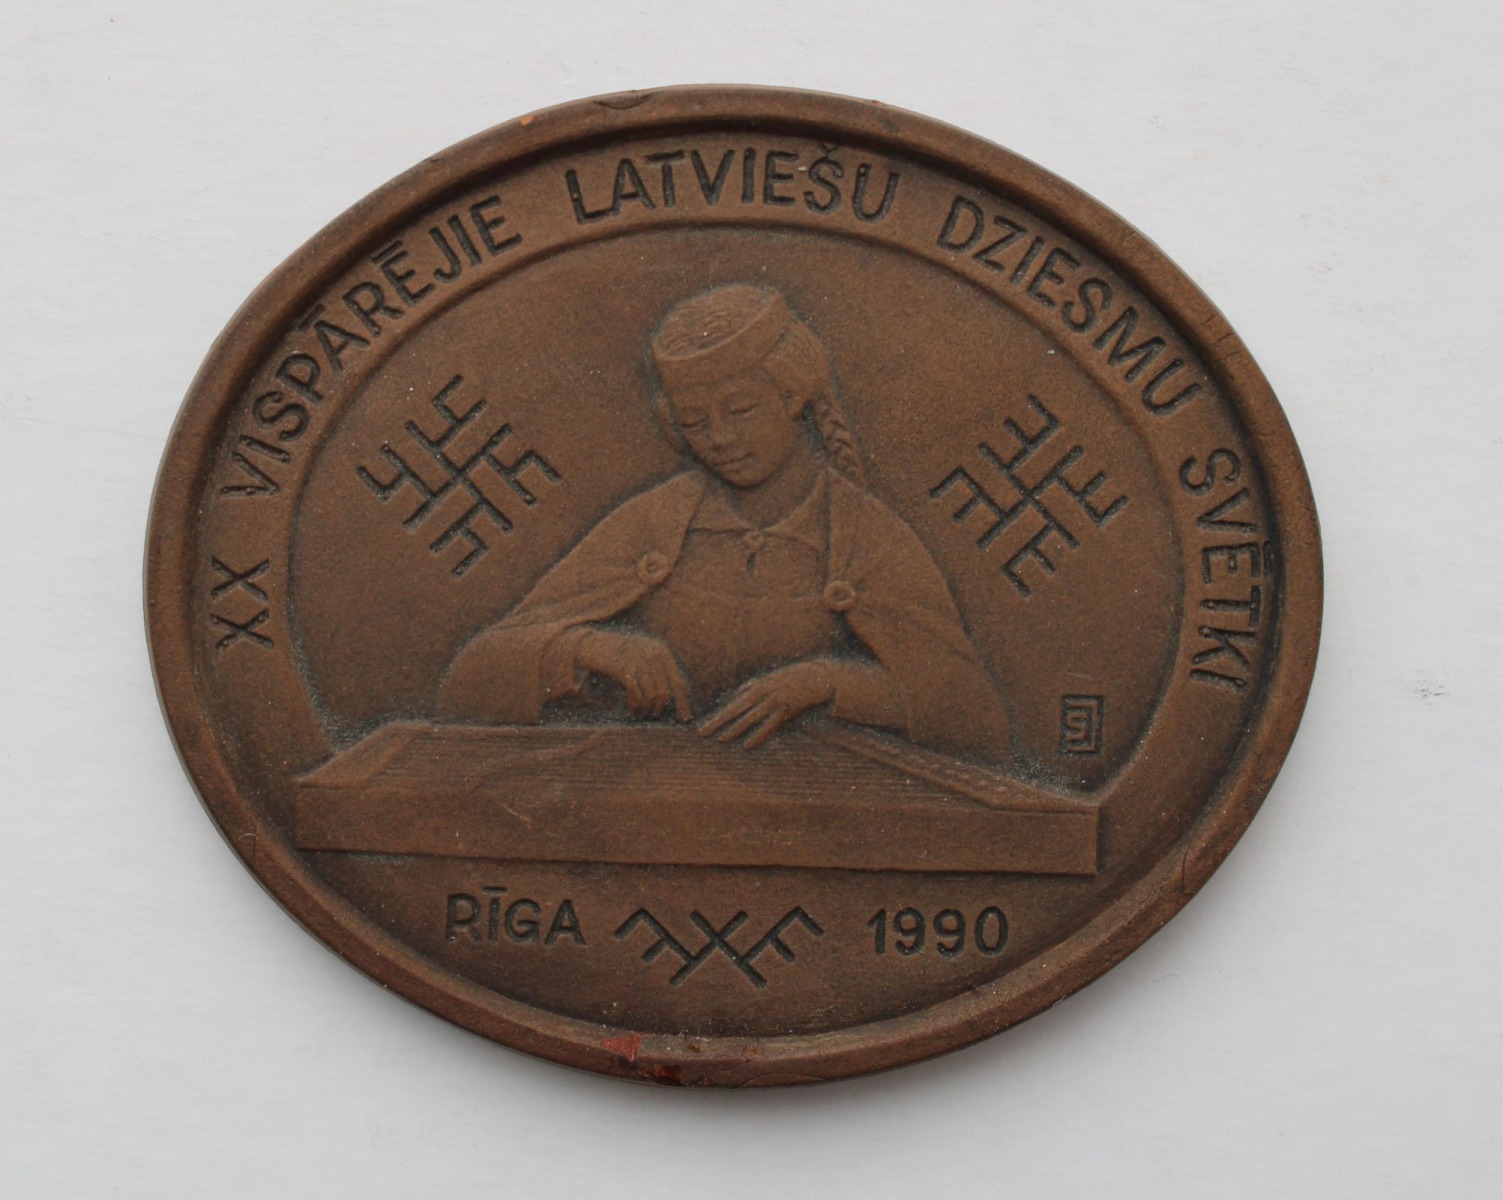 XX VISPĀRĒJIE LATVIEŠU DZIESMU SVĒTKI
RĪGA 1990